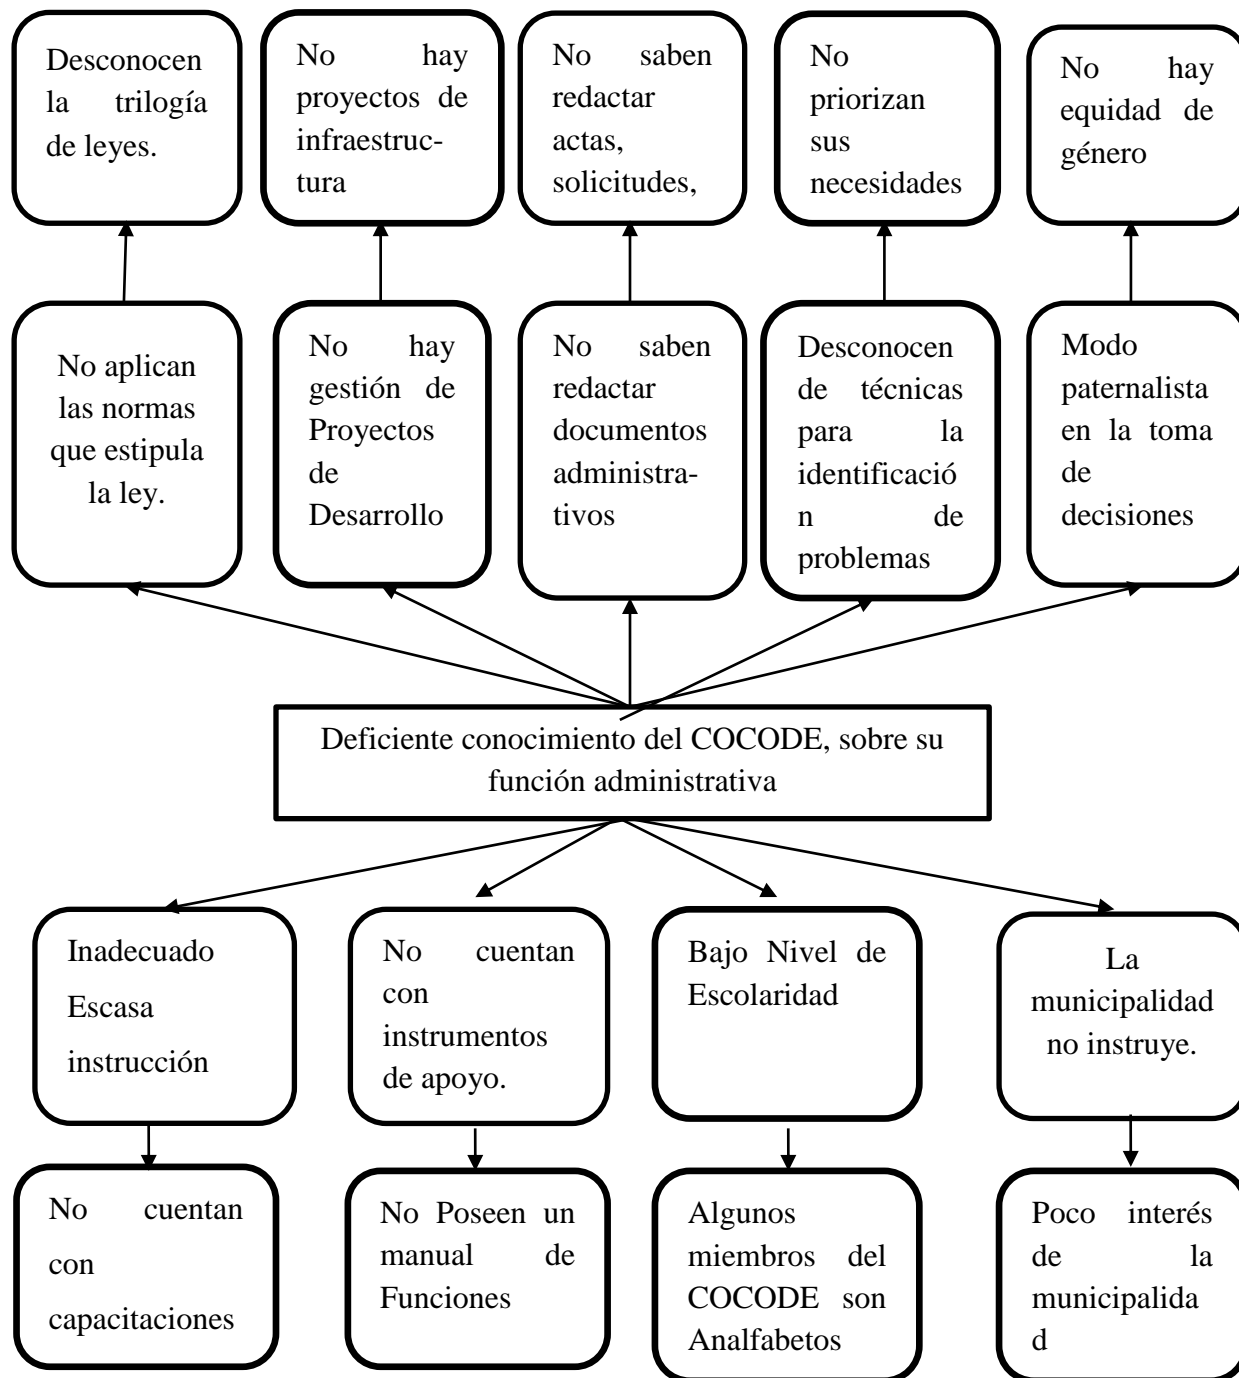 Desconocen
la trilogía
de leyes.
No hay
proyectos de
infraestruc-
tura
No saben
redactar
actas,
solicitudes,
No
priorizan
sus
necesidades
No hay
equidad de
género
No aplican
las normas
que estipula
la ley.
No hay
gestión de
Proyectos
de
Desarrollo
No saben
redactar
documentos
administra-
tivos
Desconocen
de técnicas
para la
identificació
n de
problemas
Modo
paternalista
en la toma
de
decisiones
Deficiente conocimiento del COCODE, sobre su
función administrativa
Inadecuado
Escasa
instrucción
No cuentan
con
instrumentos
de apoyo.
Bajo Nivel de
Escolaridad
La
municipalidad
no instruye.
No cuentan
con
capacitaciones
No Poseen un
manual de
Funciones
Algunos
miembros del
COCODE son
Analfabetos
Poco interés
de la
municipalida
d